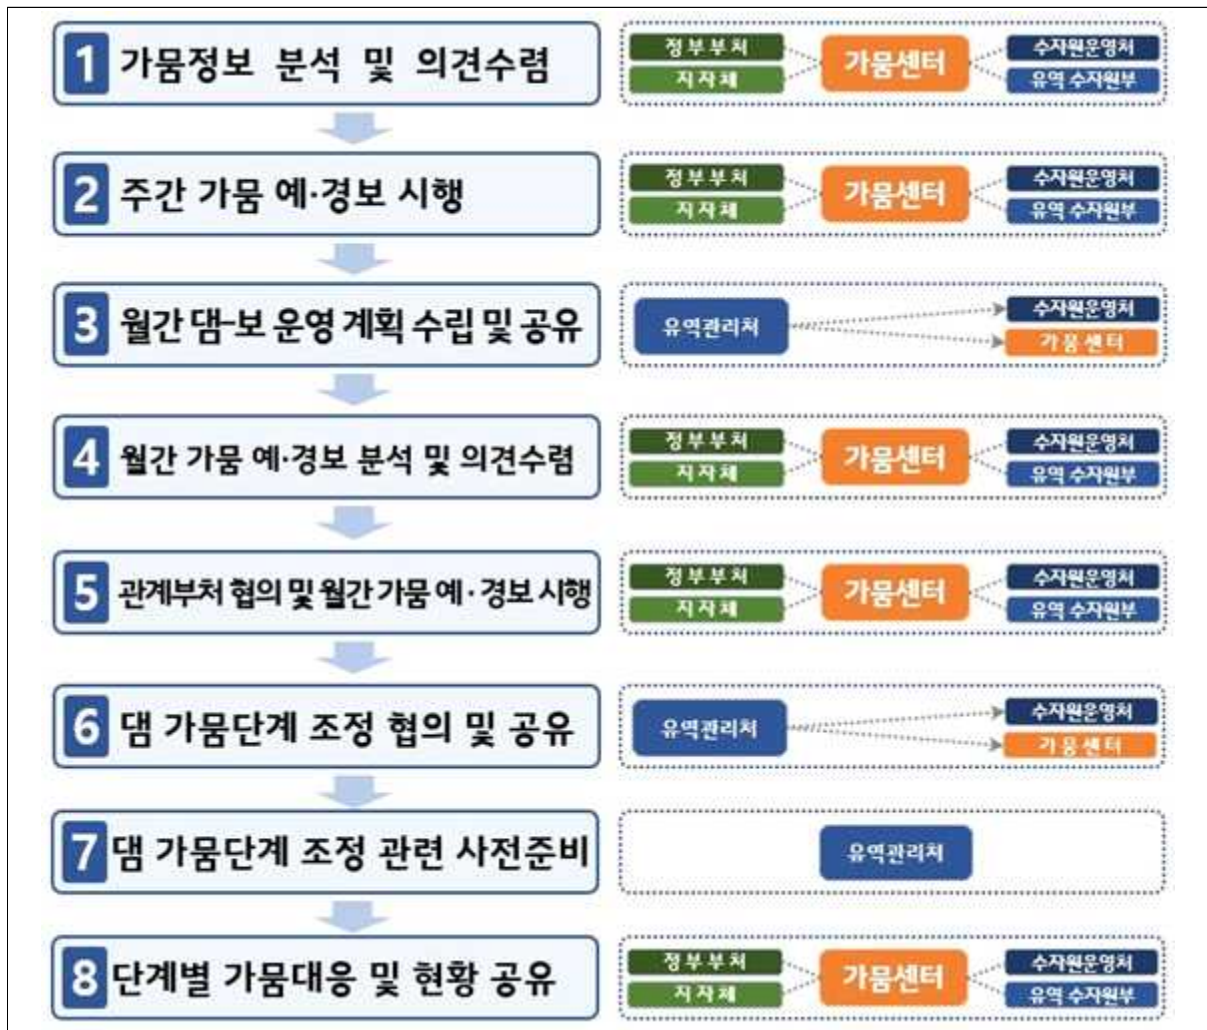 1 가뭄정보 분석 및 의견수렴
정부부처 가뭄센터 수자원운영처
지자체 유역 수자원부
2 주간 가뭄 예·경보 시행
정부부처 가뭄센터 수자원운영처
지자체 유역 수자원부
3 월간 댐-보 운영 계획 수립 및 공유
유역관리처 수자원운영처
가뭄센터
4 월간 가뭄 예·경보 분석 및 의견수렴
정부부처 가뭄센터 수자원운영처
지자체 유역 수자원부
5 관계부처 협의 및 월간 가뭄 예·경보 시행
정부부처 가뭄센터 수자원운영처
지자체 유역 수자원부
6 댐 가뭄단계 조정 협의 및 공유
유역관리처 수자원운영처
가뭄센터
7 댐 가뭄단계 조정 관련 사전준비
유역관리처
8 단계별 가뭄대응 및 현황 공유
정부부처 가뭄센터 수자원운영처
지자체 유역 수자원부